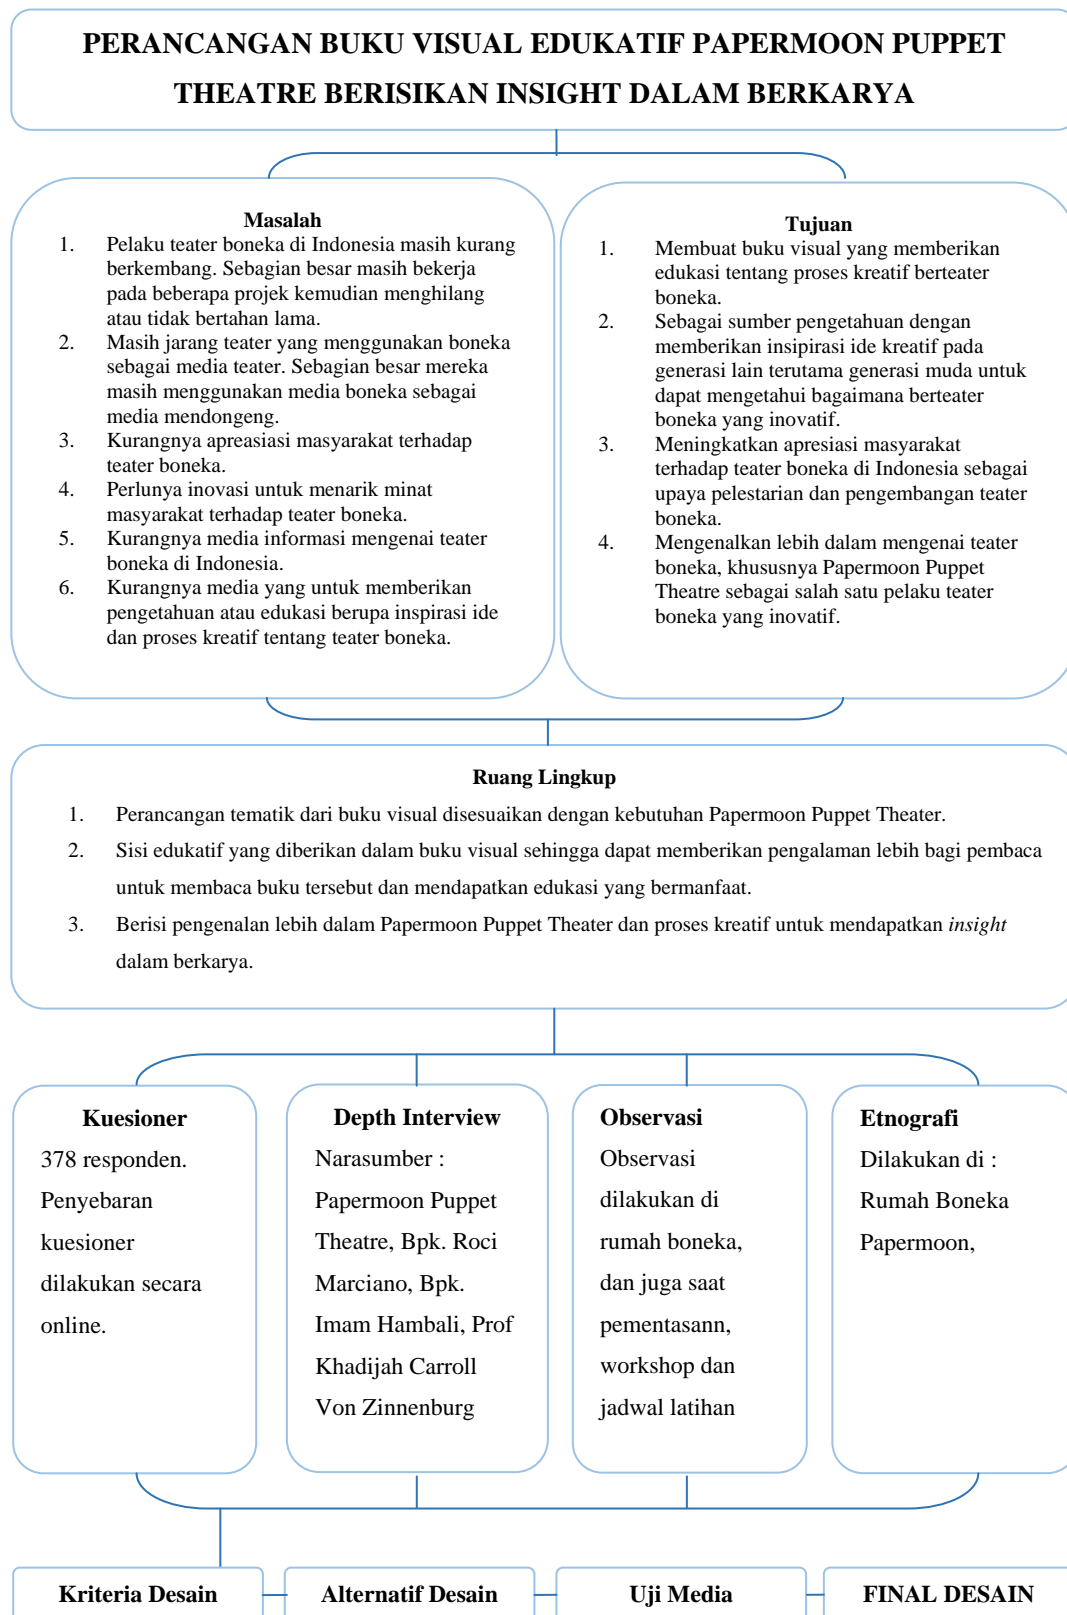 PERANCANGAN BUKU VISUAL EDUKATIF PAPERMOON PUPPET
THEATRE BERISIKAN INSIGHT DALAM BERKARYA
Masalah
1. Pelaku teater boneka di Indonesia masih kurang
berkembang. Sebagian besar masih bekerja
pada beberapa projek kemudian menghilang
atau tidak bertahan lama.
2. Masih jarang teater yang menggunakan boneka
sebagai media teater. Sebagian besar mereka
masih menggunakan media boneka sebagai
media mendongeng.
3. Kurangnya apreasiasi masyarakat terhadap
teater boneka.
4. Perlunya inovasi untuk menarik minat
masyarakat terhadap teater boneka.
5. Kurangnya media informasi mengenai teater
boneka di Indonesia.
6. Kurangnya media yang untuk memberikan
pengetahuan atau edukasi berupa inspirasi ide
dan proses kreatif tentang teater boneka.
Tujuan
1. Membuat buku visual yang memberikan
edukasi tentang proses kreatif berteater
boneka.
2. Sebagai sumber pengetahuan dengan
memberikan insipirasi ide kreatif pada
generasi lain terutama generasi muda untuk
dapat mengetahui bagaimana berteater
boneka yang inovatif.
3. Meningkatkan apresiasi masyarakat
terhadap teater boneka di Indonesia sebagai
upaya pelestarian dan pengembangan teater
boneka.
4. Mengenalkan lebih dalam mengenai teater
boneka, khususnya Papermoon Puppet
Theatre sebagai salah satu pelaku teater
boneka yang inovatif.
Ruang Lingkup
1. Perancangan tematik dari buku visual disesuaikan dengan kebutuhan Papermoon Puppet Theater.
2. Sisi edukatif yang diberikan dalam buku visual sehingga dapat memberikan pengalaman lebih bagi pembaca
untuk membaca buku tersebut dan mendapatkan edukasi yang bermanfaat.
3. Berisi pengenalan lebih dalam Papermoon Puppet Theater dan proses kreatif untuk mendapatkan insight
dalam berkarya.
Kuesioner
378 responden.
Penyebaran
kuesioner
dilakukan secara
online.
Depth Interview
Narasumber :
Papermoon Puppet
Theatre, Bpk. Roci
Marciano, Bpk.
Imam Hambali, Prof
Khadijah Carroll
Von Zinnenburg
Observasi
Observasi
dilakukan di
rumah boneka,
dan juga saat
pementasann,
workshop dan
jadwal latihan
Etnografi
Dilakukan di :
Rumah Boneka
Papermoon,
Kriteria Desain
Alternatif Desain
Uji Media
FINAL DESAIN